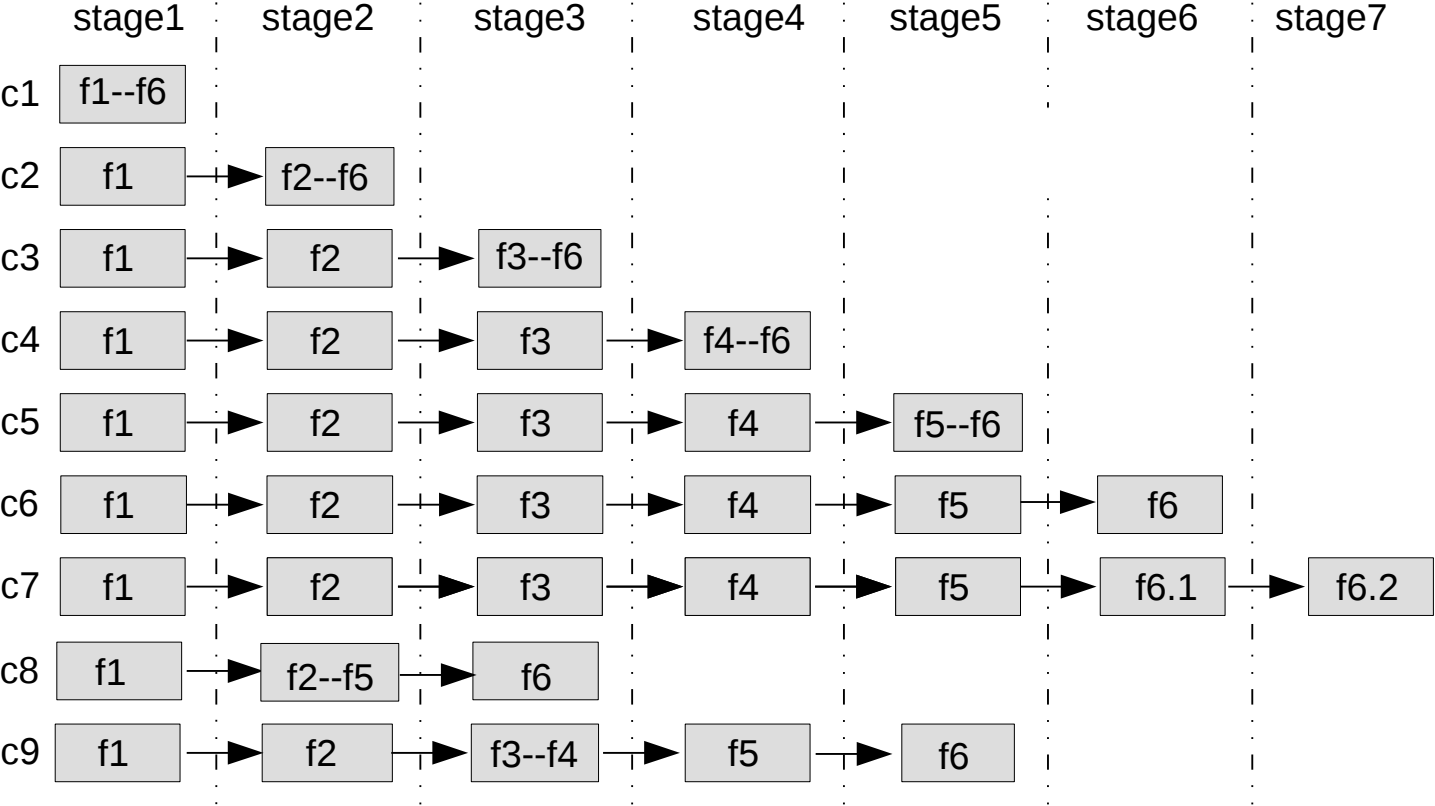 stage1 stage2 stage3 stage4 stage5 stage6 stage7
c1 f1--f6
c2 f1 f2--f6
c3 f1 f2 f3--f6
c4 f1 f2 f3 f4--f6
c5 f1 f2 f3 f4 f5--f6
c6 f1 f2 f3 f4 f5 f6
c7 f1 f2 f3 f4 f5 f6.1 f6.2
c8 f1 f2--f5 f6
c9 f1 f2 f3--f4 f5 f6